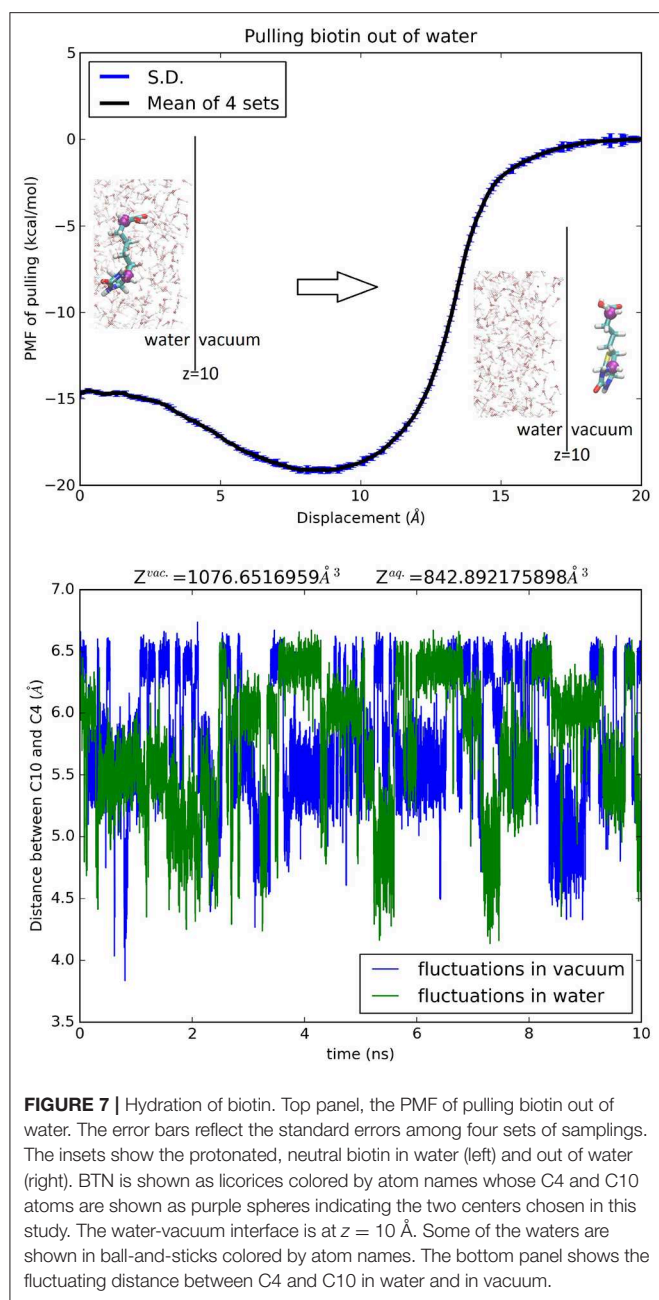 Pulling biotin out of water
5
0
−5
−10
−15
−20
PMF of pulling (kcal/mol)
S.D.
Mean of 4 sets
water vacuum
z=10
water vacuum
z=10
0 5 10 15 20
Displacement (Å)
Z^vac. =1076.6516959Å^3 Z^aq. =842.892175898Å^3
7.0
6.5
6.0
5.5
5.0
4.5
4.0
3.5
Distance between C10 and C4 (Å)
fluctuations in vacuum
fluctuations in water
0 2 4 6 8 10
time (ns)
FIGURE 7 | Hydration of biotin. Top panel, the PMF of pulling biotin out of
water. The error bars reflect the standard errors among four sets of samplings.
The insets show the protonated, neutral biotin in water (left) and out of water
(right). BTN is shown as licorices colored by atom names whose C4 and C10
atoms are shown as purple spheres indicating the two centers chosen in this
study. The water-vacuum interface is at z = 10 Å. Some of the waters are
shown in ball-and-sticks colored by atom names. The bottom panel shows the
fluctuating distance between C4 and C10 in water and in vacuum.